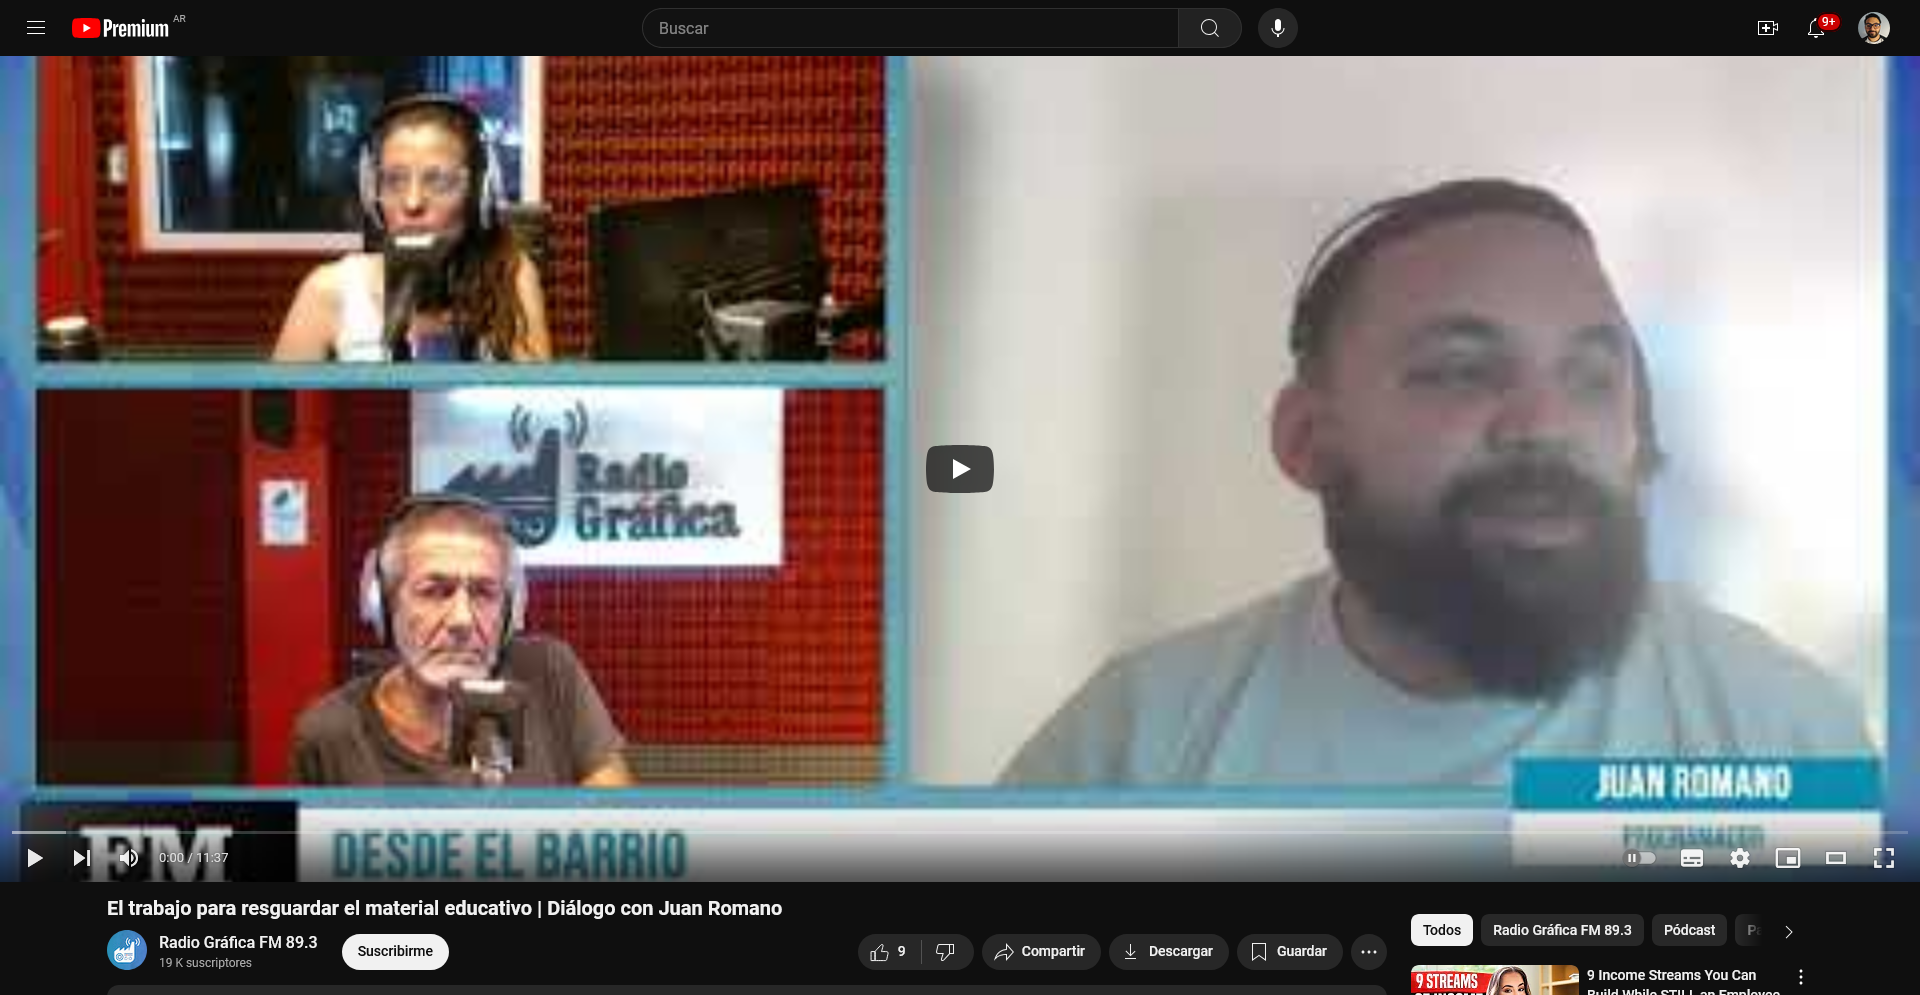 Premium AR
Buscar
9+
Radio
Gráfica
JUAN ROMANO
FM
DESDE EL BARRIO
0:00 / 11:37
El trabajo para resguardar el material educativo | Diálogo con Juan Romano
Radio Gráfica FM 89.3
19 K suscriptores
Suscribirme
9
Compartir
Descargar
Guardar
Todos
Radio Gráfica FM 89.3
Pódcast
9 STREAMS
9 Income Streams You Can
Build While STILL an Employee